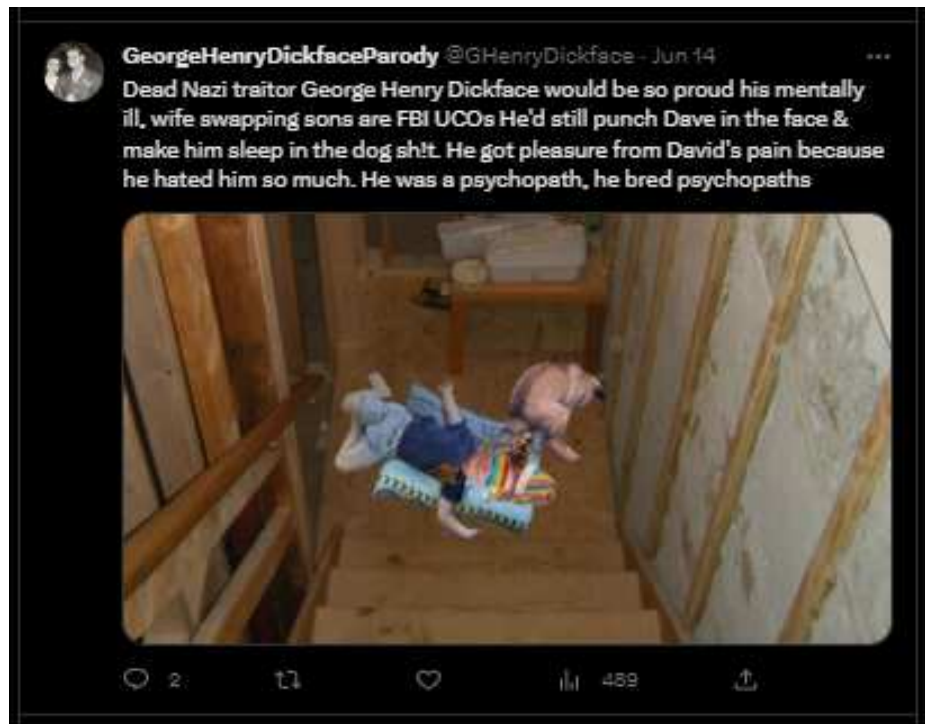 GeorgeHenryDickfaceParody @GHenryDickface · Jun 14
Dead Nazi traitor George Henry Dickface would be so proud his mentally
ill, wife swapping sons are FBI UCOs He'd still punch Dave in the face &
make him sleep in the dog sh!t. He got pleasure from David's pain because
he hated him so much. He was a psychopath, he bred psychopaths
2
489